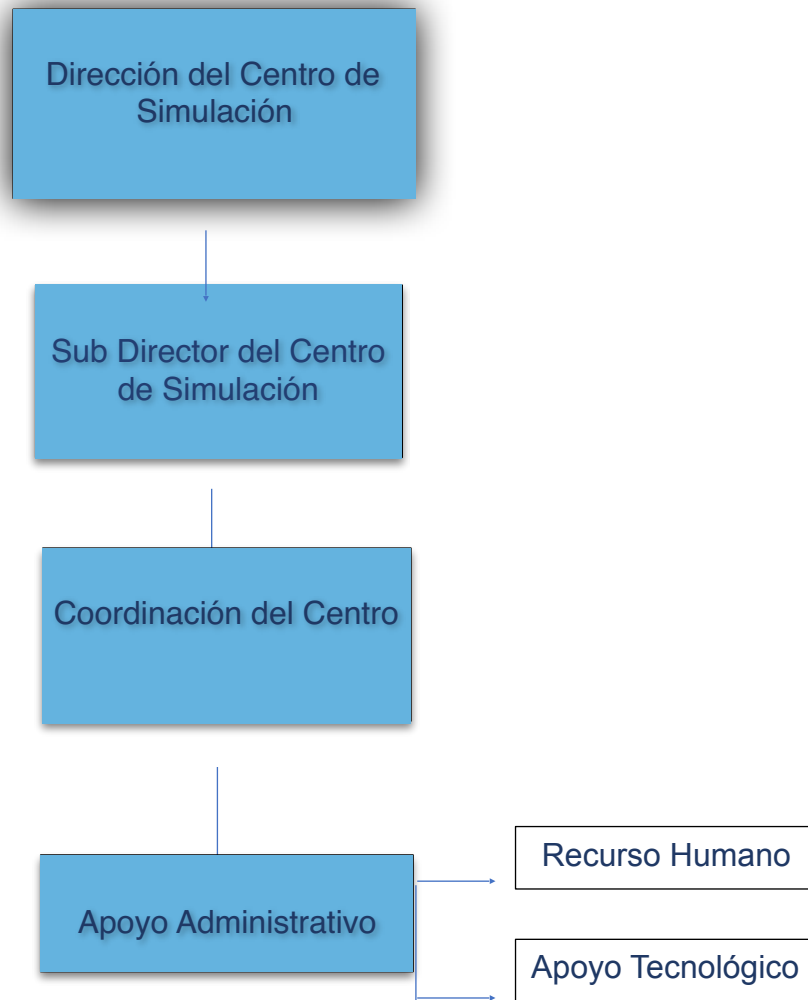 Dirección del Centro de
Simulación
Sub Director del Centro
de Simulación
Coordinación del Centro
Recurso Humano
Apoyo Administrativo
Apoyo Tecnológico